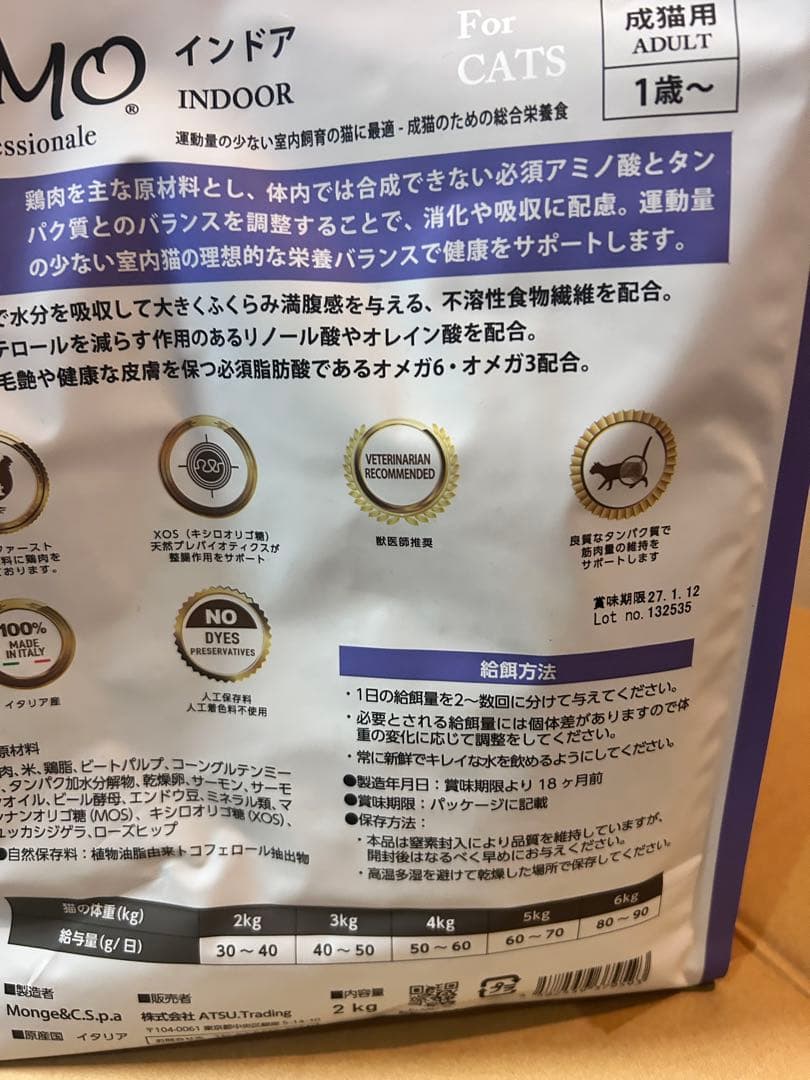 MO®
インドア
INDOOR
For
CATS
成猫用
ADULT
1歳〜
essionale
運動量の少ない室内飼育の猫に最適 - 成猫のための総合栄養食
鶏肉を主な原材料とし、体内では合成できない必須アミノ酸とタン
パク質とのバランスを調整することで、消化や吸収に配慮。運動量
の少ない室内猫の理想的な栄養バランスで健康をサポートします。
で水分を吸収して大きくふくらみ満腹感を与える、不溶性食物繊維を配合。
テロールを減らす作用のあるリノール酸やオレイン酸を配合。
毛艶や健康な皮膚を保つ必須脂肪酸であるオメガ6・オメガ3配合。
VETERINARIAN
RECOMMENDED
ファースト
料に鶏肉を
おります。
XOS（キシロオリゴ糖）
天然プレバイオティクスが
整腸作用をサポート
獣医師推奨
良質なタンパク質で
筋肉量の維持を
サポートします
賞味期限27.1.12
Lot no.132535
100%
MADE
IN ITALY
イタリア産
NO
DYES
PRESERVATIVES
人工保存料
人工着色料不使用
給餌方法
・1日の給餌量を2〜数回に分けて与えてください。
・必要とされる給餌量には個体差がありますので体
重の変化に応じて調整をしてください。
・常に新鮮でキレイな水を飲めるようにしてください。
●製造年月日：賞味期限より18ヶ月前
●賞味期限：パッケージに記載
●保存方法：
・本品は窒素封入により品質を維持していますが、
開封後はなるべく早めにお与えください。
・高温多湿を避けて乾燥した場所で保存してください。
原材料
肉、米、鶏脂、ビートパルプ、コーングルテンミー
、タンパク加水分解物、乾燥卵、サーモン、サーモ
ンオイル、ビール酵母、エンドウ豆、ミネラル類、マ
ンナンオリゴ糖（MOS）、キシロオリゴ糖（XOS）、
ユッカシジゲラ、ローズヒップ
●自然保存料：植物油脂由来トコフェロール抽出物
猫の体重(kg) 2kg 3kg 4kg 5kg 6kg
給与量(g/日) 30〜40 40〜50 50〜60 60〜70 80〜90
■製造者
Monge&C.S.p.a
■原産国 イタリア
■販売者
株式会社 ATSU.Trading
〒104-0061 東京都中央区銀座 5-14-10
■内容量
2 kg
プラ